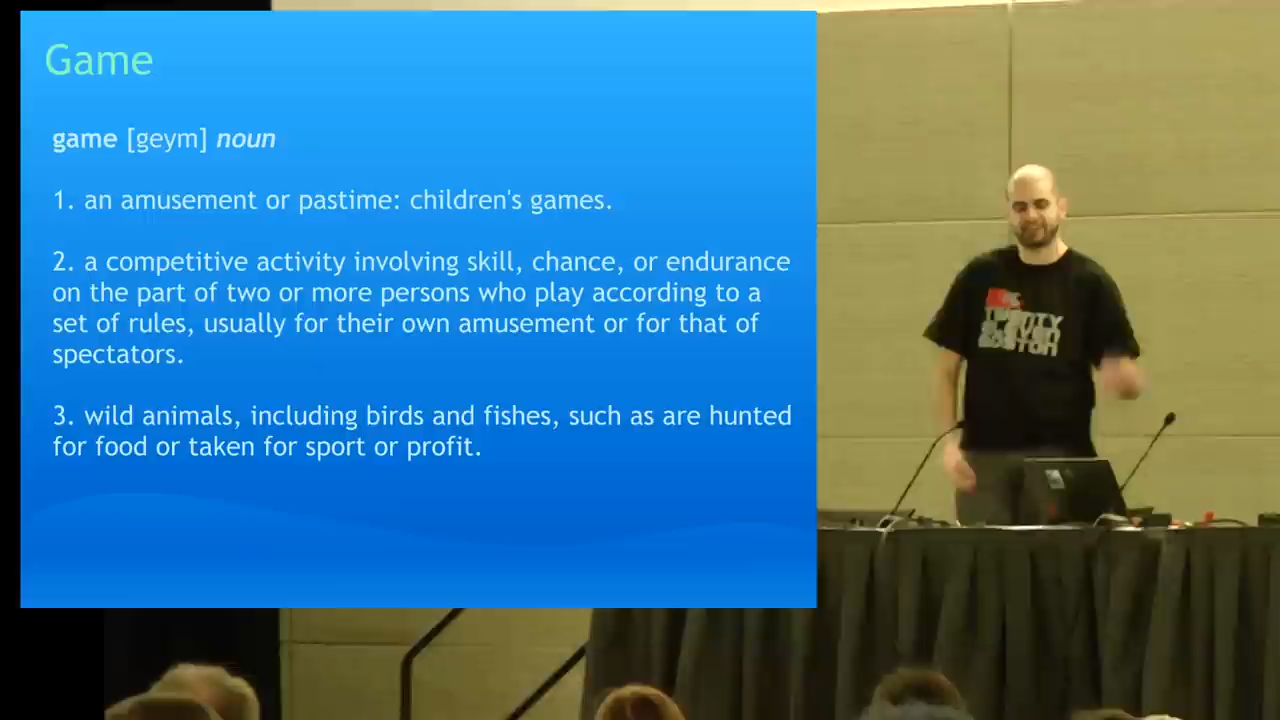 Game
game [geym] noun
1. an amusement or pastime: children's games.
2. a competitive activity involving skill, chance, or endurance
on the part of two or more persons who play according to a
set of rules, usually for their own amusement or for that of
spectators.
3. wild animals, including birds and fishes, such as are hunted
for food or taken for sport or profit.
TWENTY
BOSTON